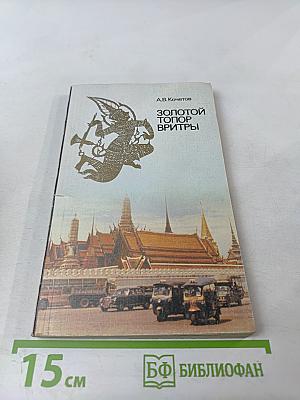 А.В.Кочетов
ЗОЛОТОЙ
ТОПОР
ВРИТРЫ
15 см
БФ БИБЛИОФАН